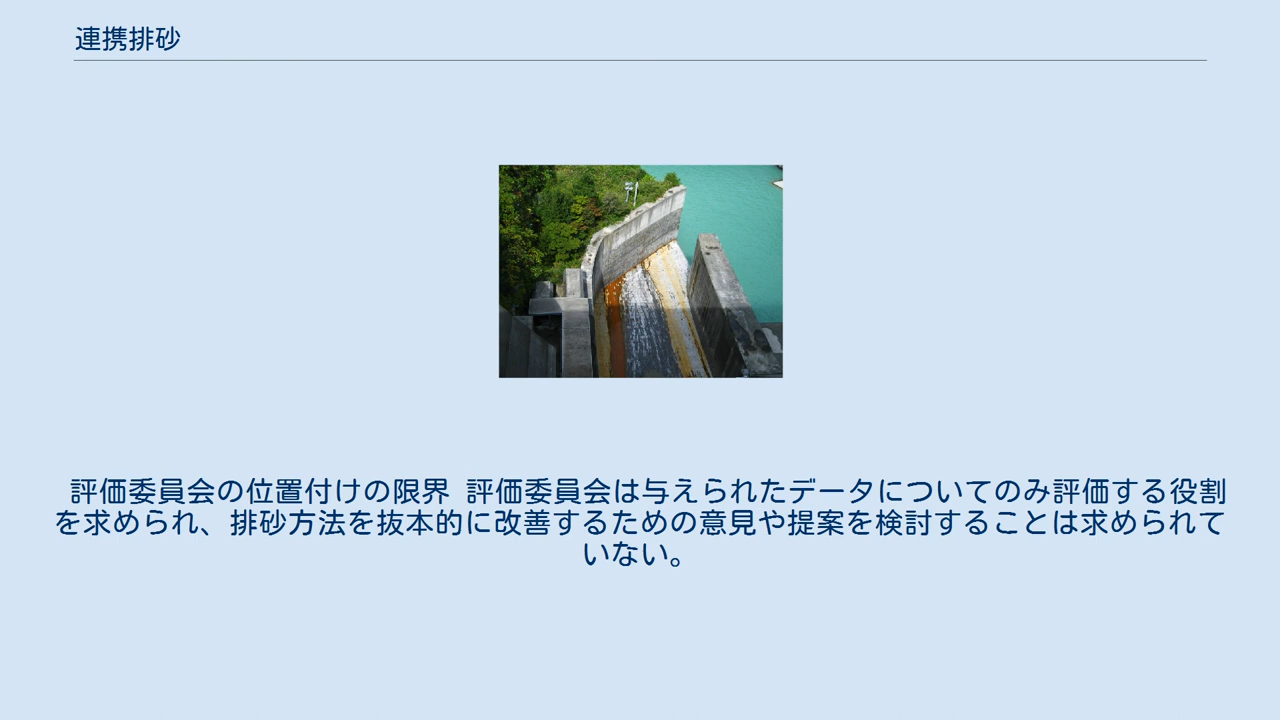 連携排砂
評価委員会の位置付けの限界 評価委員会は与えられたデータについてのみ評価する役割
を求められ、排砂方法を抜本的に改善するための意見や提案を検討することは求められて
いない。